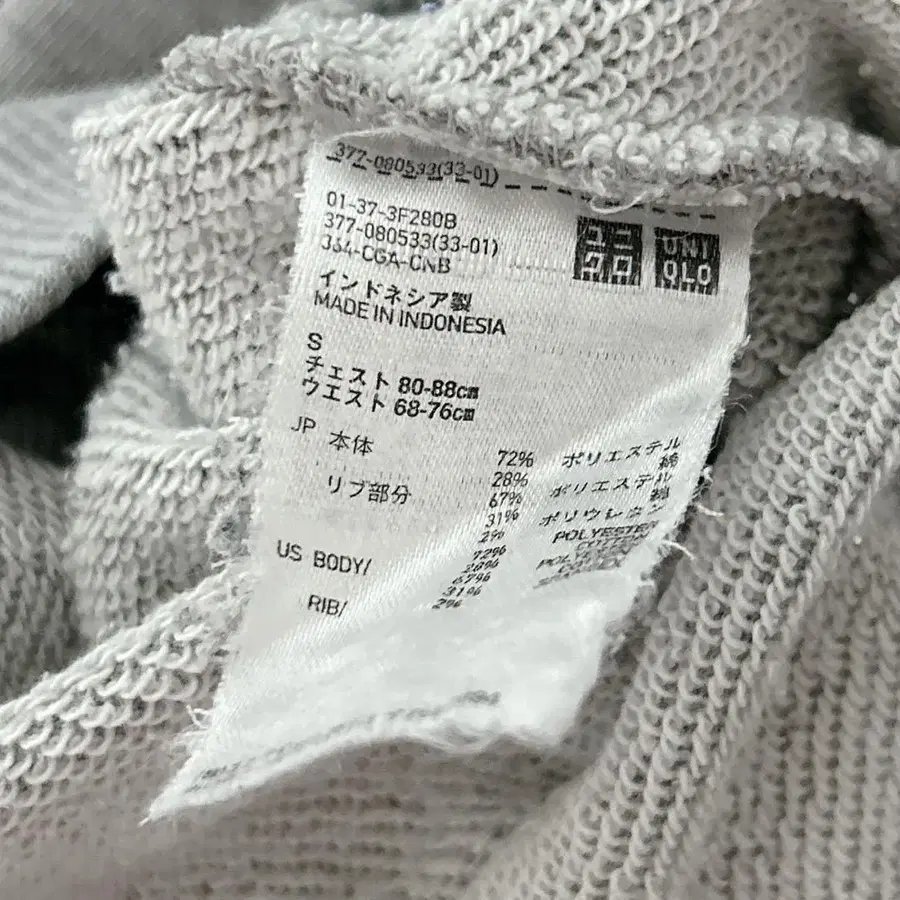 377-080533(33-01)
01-37-3F280B
377-080533(33-01)
334-CGA-CNB
ユニ
クロ
UNI
QLO
インドネシア製
MADE IN INDONESIA
S
チェスト 80-88cm
ウエスト 68-76cm
JP 本体 72% ポリエステル
28% 綿
リブ部分 67% ポリエステル
31% 綿
2% ポリウレタン
US BODY/ 72% POLYESTER
28% COTTON
RIB/ 67%
31%
2%